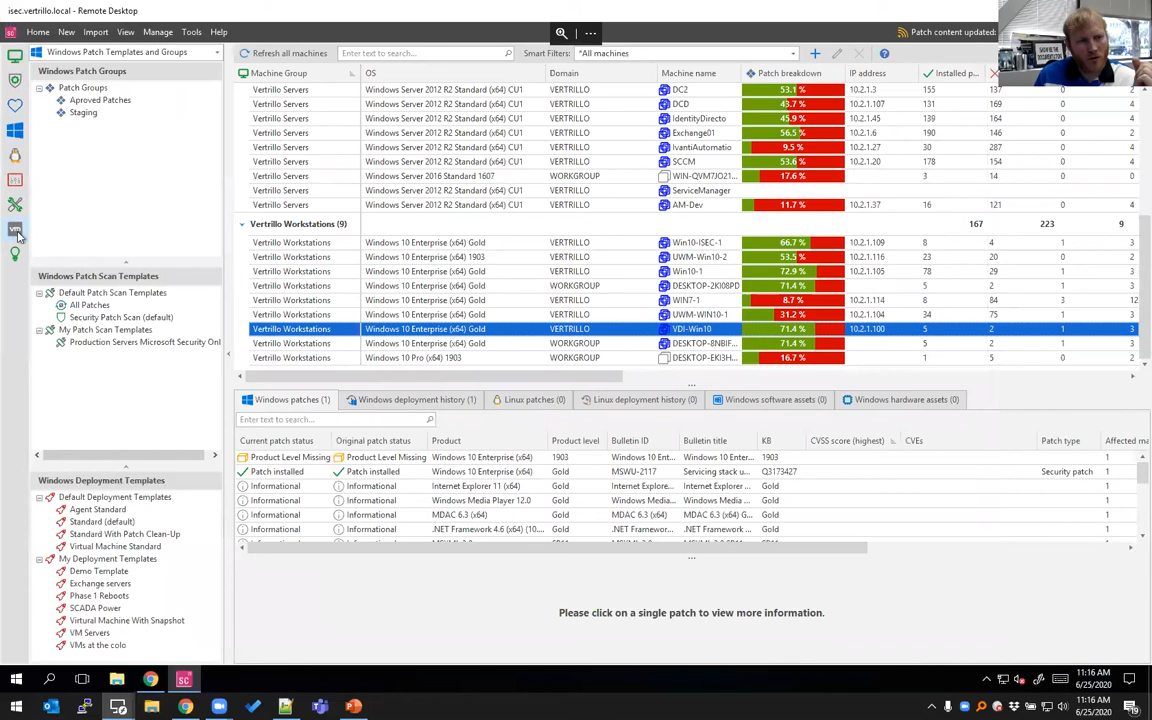 isec.vertrillo.local - Remote Desktop
Home New Import View Manage Tools Help
Patch content updated:
Windows Patch Templates and Groups
Refresh all machines Enter text to search... Smart Filters: *All machines
Windows Patch Groups
Patch Groups
Aproved Patches
Staging
Machine Group OS Domain Machine name Patch breakdown IP address Installed p...
Vertrillo Servers Windows Server 2012 R2 Standard (x64) CU1 VERTRILLO DC2 53.1 % 155 137 0 2
Vertrillo Servers Windows Server 2012 R2 Standard (x64) CU1 VERTRILLO DCD 43.7 % 10.2.1.107 131 169 0 4
Vertrillo Servers Windows Server 2012 R2 Standard (x64) CU1 VERTRILLO IdentityDirecto 45.9 % 10.2.1.45 139 164 0 4
Vertrillo Servers Windows Server 2012 R2 Standard (x64) CU1 VERTRILLO Exchange01 56.5 % 10.2.1.6 190 146 0 2
Vertrillo Servers Windows Server 2012 R2 Standard (x64) CU1 VERTRILLO IvantiAutomatio 9.5 % 10.2.1.27 30 287 0 4
Vertrillo Servers Windows Server 2012 R2 Standard (x64) CU1 VERTRILLO SCCM 53.6 % 10.2.1.20 178 154 0 4
Vertrillo Servers Windows Server 2016 Standard 1607 WORKGROUP WIN-QVM7JO21... 17.6 % 3 14 0 0
Vertrillo Servers Windows Server 2012 R2 Standard (x64) CU1 VERTRILLO ServiceManager
Vertrillo Servers Windows Server 2012 R2 Standard (x64) CU1 VERTRILLO AM-Dev 11.7 % 10.2.1.37 16 121 0 4
Vertrillo Workstations (9) 167 223 9
Vertrillo Workstations Windows 10 Enterprise (x64) Gold VERTRILLO Win10-ISEC-1 66.7 % 10.2.1.109 8 4 1 3
Vertrillo Workstations Windows 10 Enterprise (x64) 1903 VERTRILLO UWM-Win10-2 53.5 % 10.2.1.116 23 20 0 2
Vertrillo Workstations Windows 10 Enterprise (x64) Gold VERTRILLO Win10-1 72.9 % 10.2.1.105 78 29 1 3
Vertrillo Workstations Windows 10 Enterprise (x64) Gold VERTRILLO DESKTOP-2KI08PD 71.4 % 5 2 1 3
Vertrillo Workstations Windows 10 Enterprise (x64) Gold VERTRILLO WIN7-1 8.7 % 10.2.1.114 8 84 3 12
Vertrillo Workstations Windows 10 Enterprise (x64) Gold VERTRILLO UWM-WIN10-1 31.2 % 10.2.1.104 34 75 1 3
Vertrillo Workstations Windows 10 Enterprise (x64) Gold VERTRILLO VDI-Win10 71.4 % 10.2.1.100 5 2 1 3
Vertrillo Workstations Windows 10 Enterprise (x64) Gold WORKGROUP DESKTOP-8NBIF... 71.4 % 5 2 1 3
Vertrillo Workstations Windows 10 Pro (x64) 1903 WORKGROUP DESKTOP-EKI3H... 16.7 % 1 5 0 2
Windows Patch Scan Templates
Default Patch Scan Templates
All Patches
Security Patch Scan (default)
My Patch Scan Templates
Production Servers Microsoft Security Onl
Windows patches (1) Windows deployment history (1) Linux patches (0) Linux deployment history (0) Windows software assets (0) Windows hardware assets (0)
Enter text to search...
Current patch status Original patch status Product Product level Bulletin ID Bulletin title KB CVSS score (highest) CVEs Patch type Affected ma
Product Level Missing Product Level Missing Windows 10 Enterprise (x64) 1903 Windows 10 Ent... Windows 10 Enter... 1903 1
Patch installed Patch installed Windows 10 Enterprise (x64) Gold MSWU-2117 Servicing stack u... Q3173427 Security patch 1
Informational Informational Internet Explorer 11 (x64) Gold Internet Explore... Internet Explorer ... Gold 1
Informational Informational Windows Media Player 12.0 Gold Windows Media... Windows Media ... Gold 1
Informational Informational MDAC 6.3 (x64) Gold MDAC 6.3 (x64) G... MDAC 6.3 (x64) ... Gold 1
Informational Informational .NET Framework 4.6 (x64) (10... Gold .NET Framewor... .NET Framework ... Gold 1
Windows Deployment Templates
Default Deployment Templates
Agent Standard
Standard (default)
Standard With Patch Clean-Up
Virtual Machine Standard
My Deployment Templates
Demo Template
Exchange servers
Phase 1 Reboots
SCADA Power
Virtural Machine With Snapshot
VM Servers
VMs at the colo
Please click on a single patch to view more information.
11:16 AM
6/25/2020
11:16 AM
6/25/2020